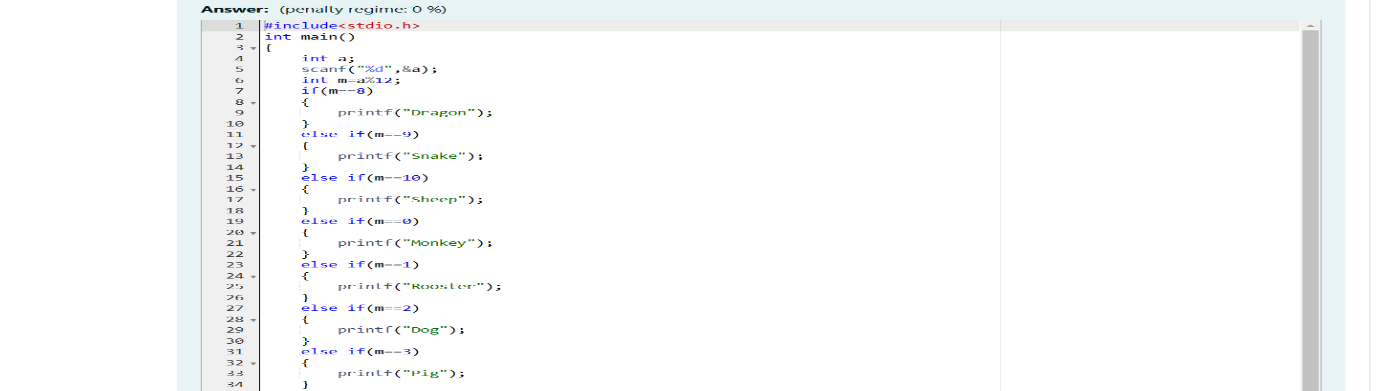 Answer: (penalty regime: 0 %)
1 #include<stdio.h>
2 int main()
3 {
4 int a;
5 scanf("%d",&a);
6 int m=a%12;
7 if(m==8)
8 {
9 printf("Dragon");
10 }
11 else if(m==9)
12 {
13 printf("Snake");
14 }
15 else if(m==10)
16 {
17 printf("Sheep");
18 }
19 else if(m==0)
20 {
21 printf("Monkey");
22 }
23 else if(m==1)
24 {
25 printf("Rooster");
26 }
27 else if(m==2)
28 {
29 printf("Dog");
30 }
31 else if(m==3)
32 {
33 printf("Pig");
34 }